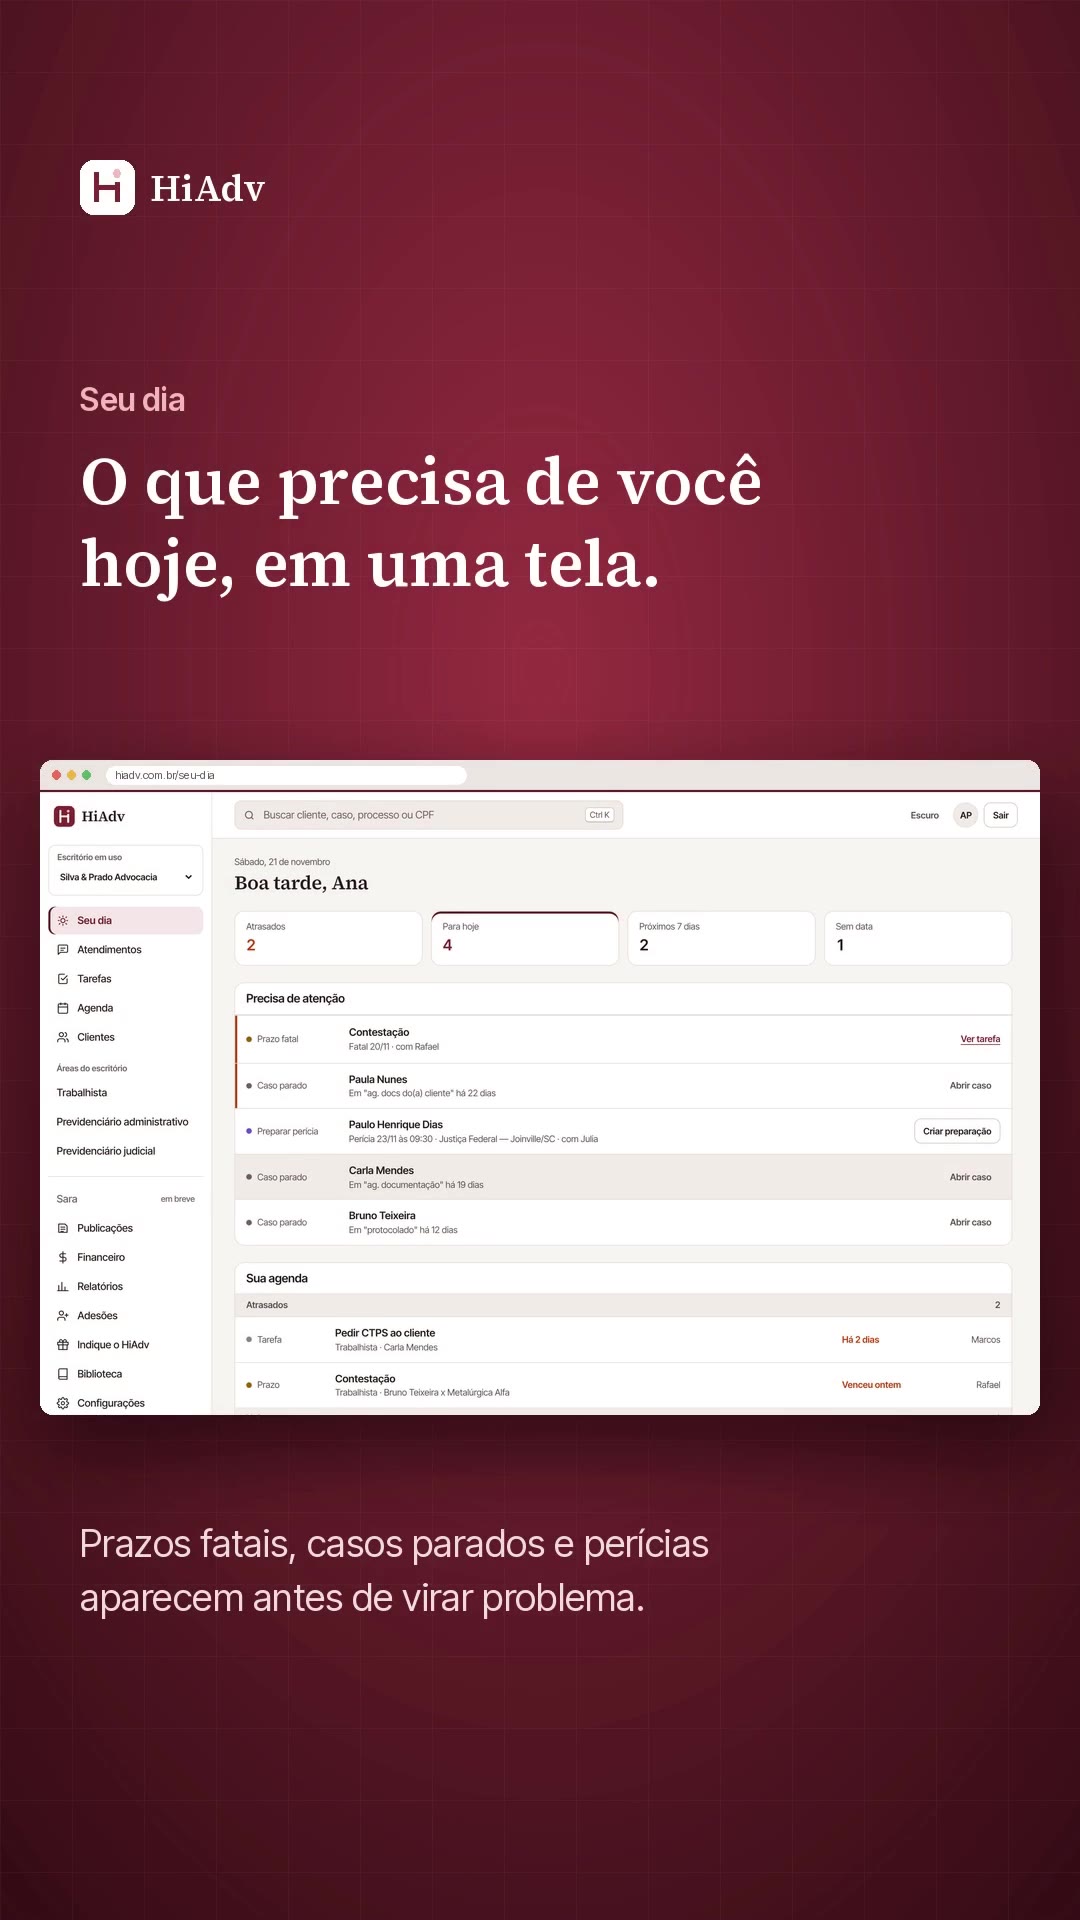 HiAdv
Seu dia
O que precisa de você
hoje, em uma tela.
hiadv.com.br/seu-dia
HiAdv
Buscar cliente, caso, processo ou CPF
Ctrl K
Escuro
AP
Sair
Escritório em uso
Silva & Prado Advocacia
Seu dia
Atendimentos
Tarefas
Agenda
Clientes
Áreas do escritório
Trabalhista
Previdenciário administrativo
Previdenciário judicial
Sara
em breve
Publicações
Financeiro
Relatórios
Adesões
Indique o HiAdv
Biblioteca
Configurações
Sábado, 21 de novembro
Boa tarde, Ana
Atrasados
2
Para hoje
4
Próximos 7 dias
2
Sem data
1
Precisa de atenção
Prazo fatal
Contestação
Fatal 20/11 · com Rafael
Ver tarefa
Caso parado
Paula Nunes
Em "ag. docs do(a) cliente" há 22 dias
Abrir caso
Preparar perícia
Paulo Henrique Dias
Perícia 23/11 às 09:30 · Justiça Federal — Joinville/SC · com Julia
Criar preparação
Caso parado
Carla Mendes
Em "ag. documentação" há 19 dias
Abrir caso
Caso parado
Bruno Teixeira
Em "protocolado" há 12 dias
Abrir caso
Sua agenda
Atrasados
2
Tarefa
Pedir CTPS ao cliente
Trabalhista · Carla Mendes
Há 2 dias
Marcos
Prazo
Contestação
Trabalhista · Bruno Teixeira x Metalúrgica Alfa
Venceu ontem
Rafael
Prazos fatais, casos parados e perícias
aparecem antes de virar problema.